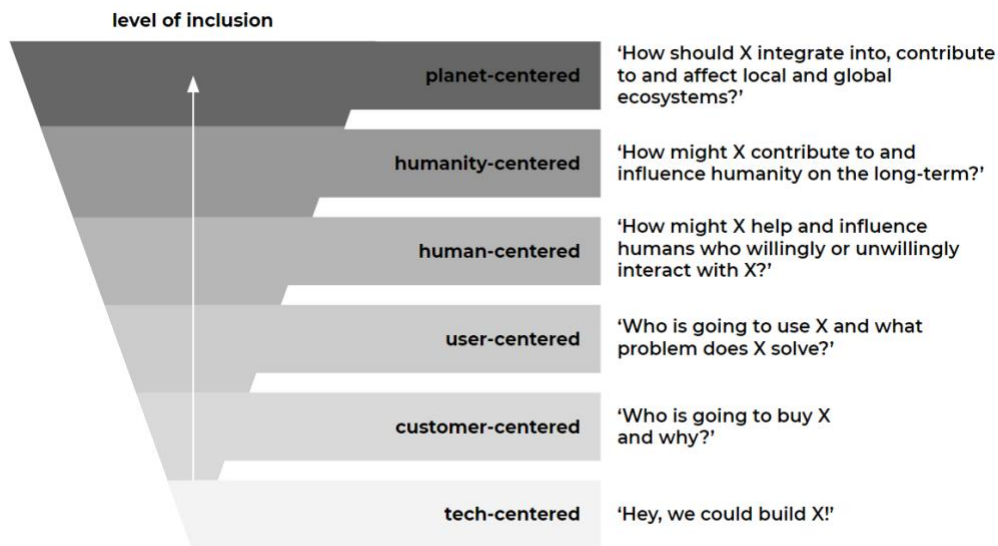 level of inclusion
planet-centered
‘How should X integrate into, contribute
to and affect local and global
ecosystems?’
humanity-centered
‘How might X contribute to and
influence humanity on the long-term?’
human-centered
‘How might X help and influence
humans who willingly or unwillingly
interact with X?’
user-centered
‘Who is going to use X and what
problem does X solve?’
customer-centered
‘Who is going to buy X
and why?’
tech-centered
‘Hey, we could build X!’